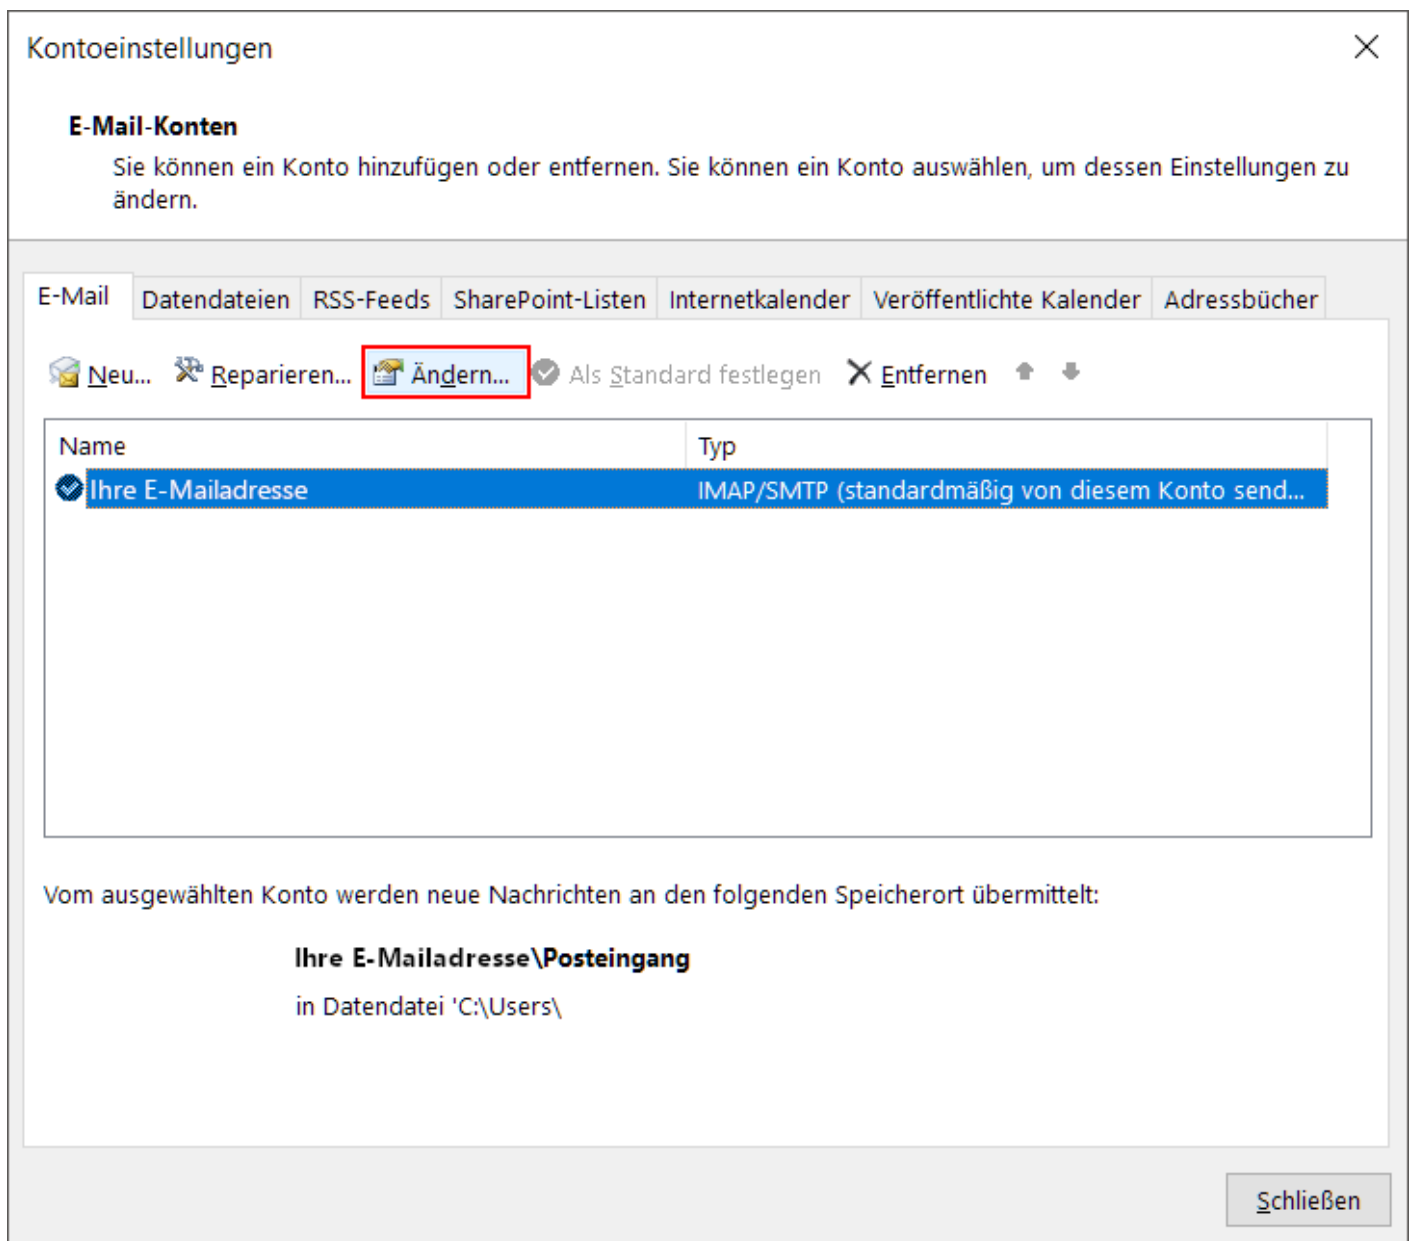 Kontoeinstellungen
E-Mail-Konten
Sie können ein Konto hinzufügen oder entfernen. Sie können ein Konto auswählen, um dessen Einstellungen zu
ändern.
E-Mail Datendateien RSS-Feeds SharePoint-Listen Internetkalender Veröffentlichte Kalender Adressbücher
Neu... Reparieren... Ändern... Als Standard festlegen Entfernen
Name Typ
Ihre E-Mailadresse IMAP/SMTP (standardmäßig von diesem Konto send...
Vom ausgewählten Konto werden neue Nachrichten an den folgenden Speicherort übermittelt:
Ihre E-Mailadresse\Posteingang
in Datendatei 'C:\Users\
Schließen